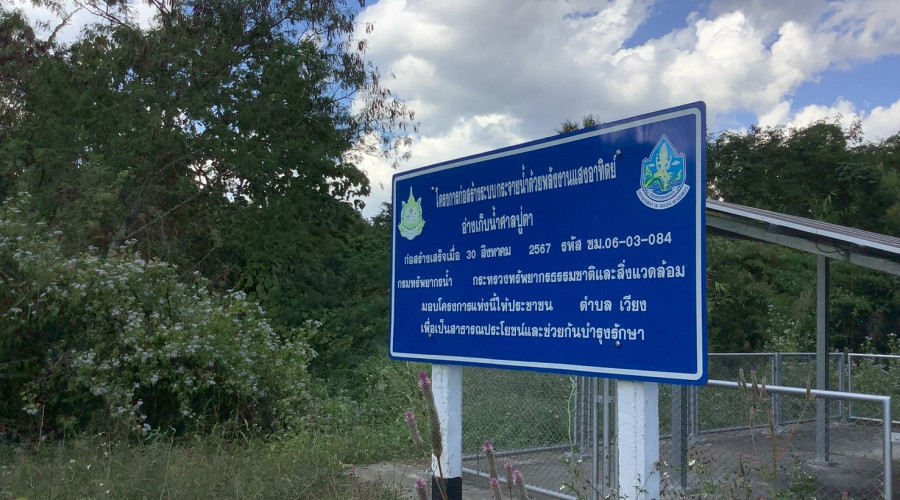 โครงการก่อสร้างระบบกระจายน้ำด้วยพลังงานแสงอาทิตย์
อ่างเก็บน้ำศาลปู่ตา
ก่อสร้างเสร็จเมื่อ 30 สิงหาคม 2567 รหัส ขม.06-03-084
กรมทรัพยากรน้ำ กระทรวงทรัพยากรธรรมชาติและสิ่งแวดล้อม
มอบโครงการแห่งนี้ให้ประชาชน ตำบล เวียง
เพื่อเป็นสาธารณประโยชน์และช่วยกันบำรุงรักษา